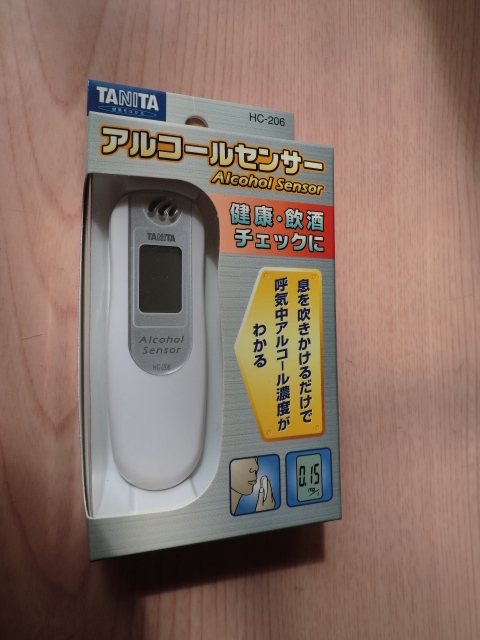 TANITA
HC-206
アルコールセンサー
Alcohol Sensor
健康・飲酒
チェックに
TANITA
Alcohol
Sensor
HC-206
息を吹きかけるだけで
呼気中アルコール濃度が
わかる
0.15
mg/L